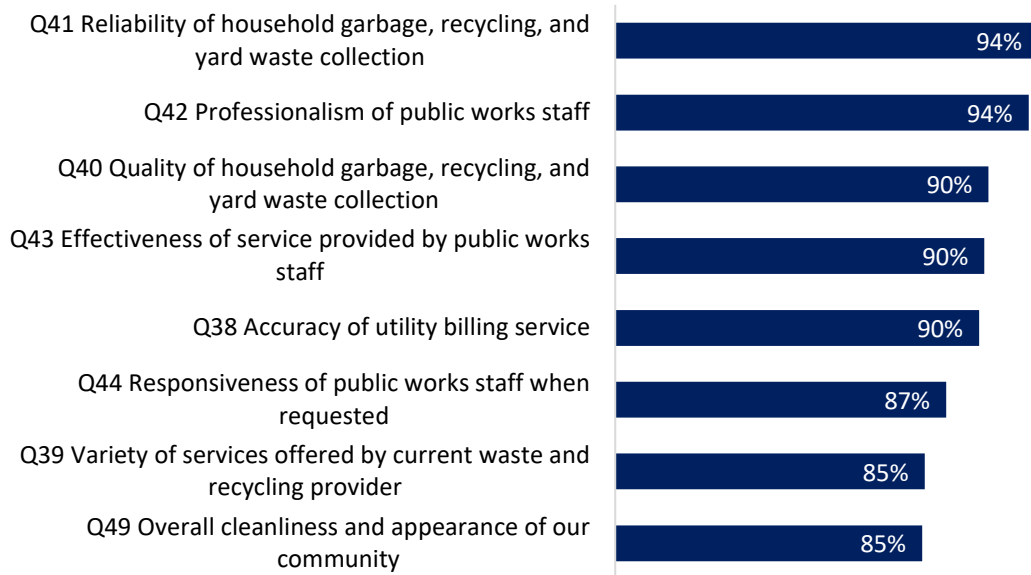 Q41 Reliability of household garbage, recycling, and
yard waste collection
94%
Q42 Professionalism of public works staff
94%
Q40 Quality of household garbage, recycling, and
yard waste collection
90%
Q43 Effectiveness of service provided by public works
staff
90%
Q38 Accuracy of utility billing service
90%
Q44 Responsiveness of public works staff when
requested
87%
Q39 Variety of services offered by current waste and
recycling provider
85%
Q49 Overall cleanliness and appearance of our
community
85%